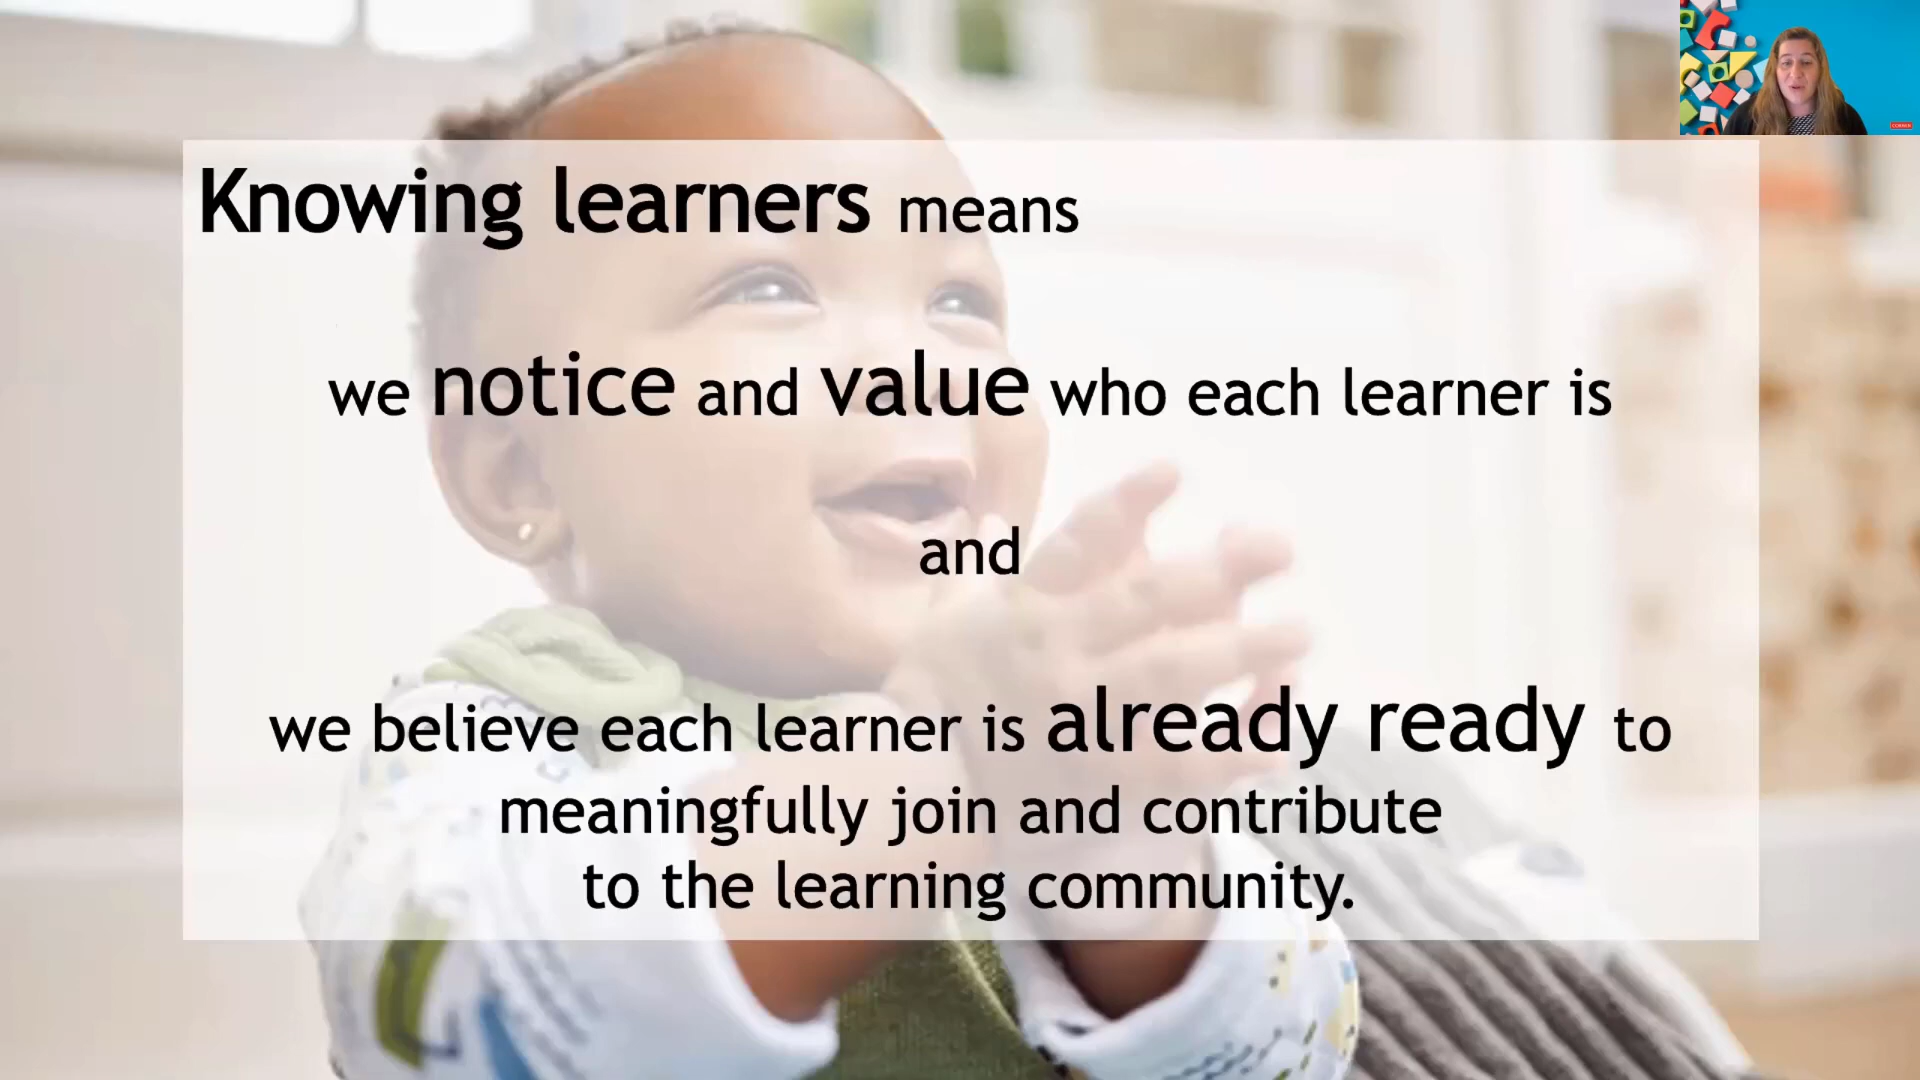 Knowing learners means
we notice and value who each learner is
and
we believe each learner is already ready to
meaningfully join and contribute
to the learning community.